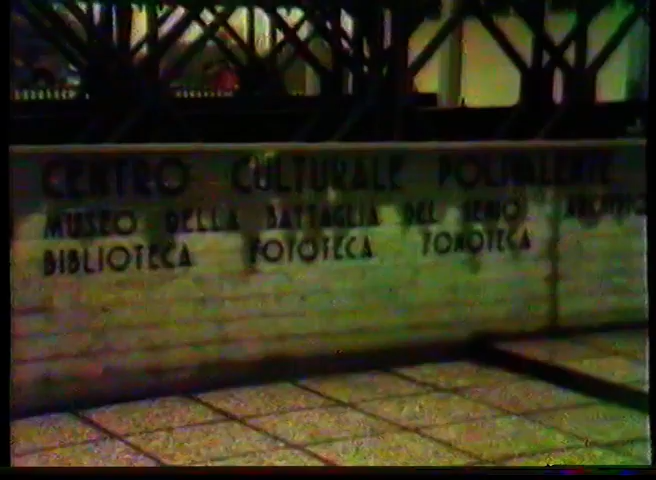 CENTRO CULTURALE POLIVALENTE
MUSEO DELLA BATTAGLIA DEL SENIO
BIBLIOTECA FOTOTECA FONOTECA